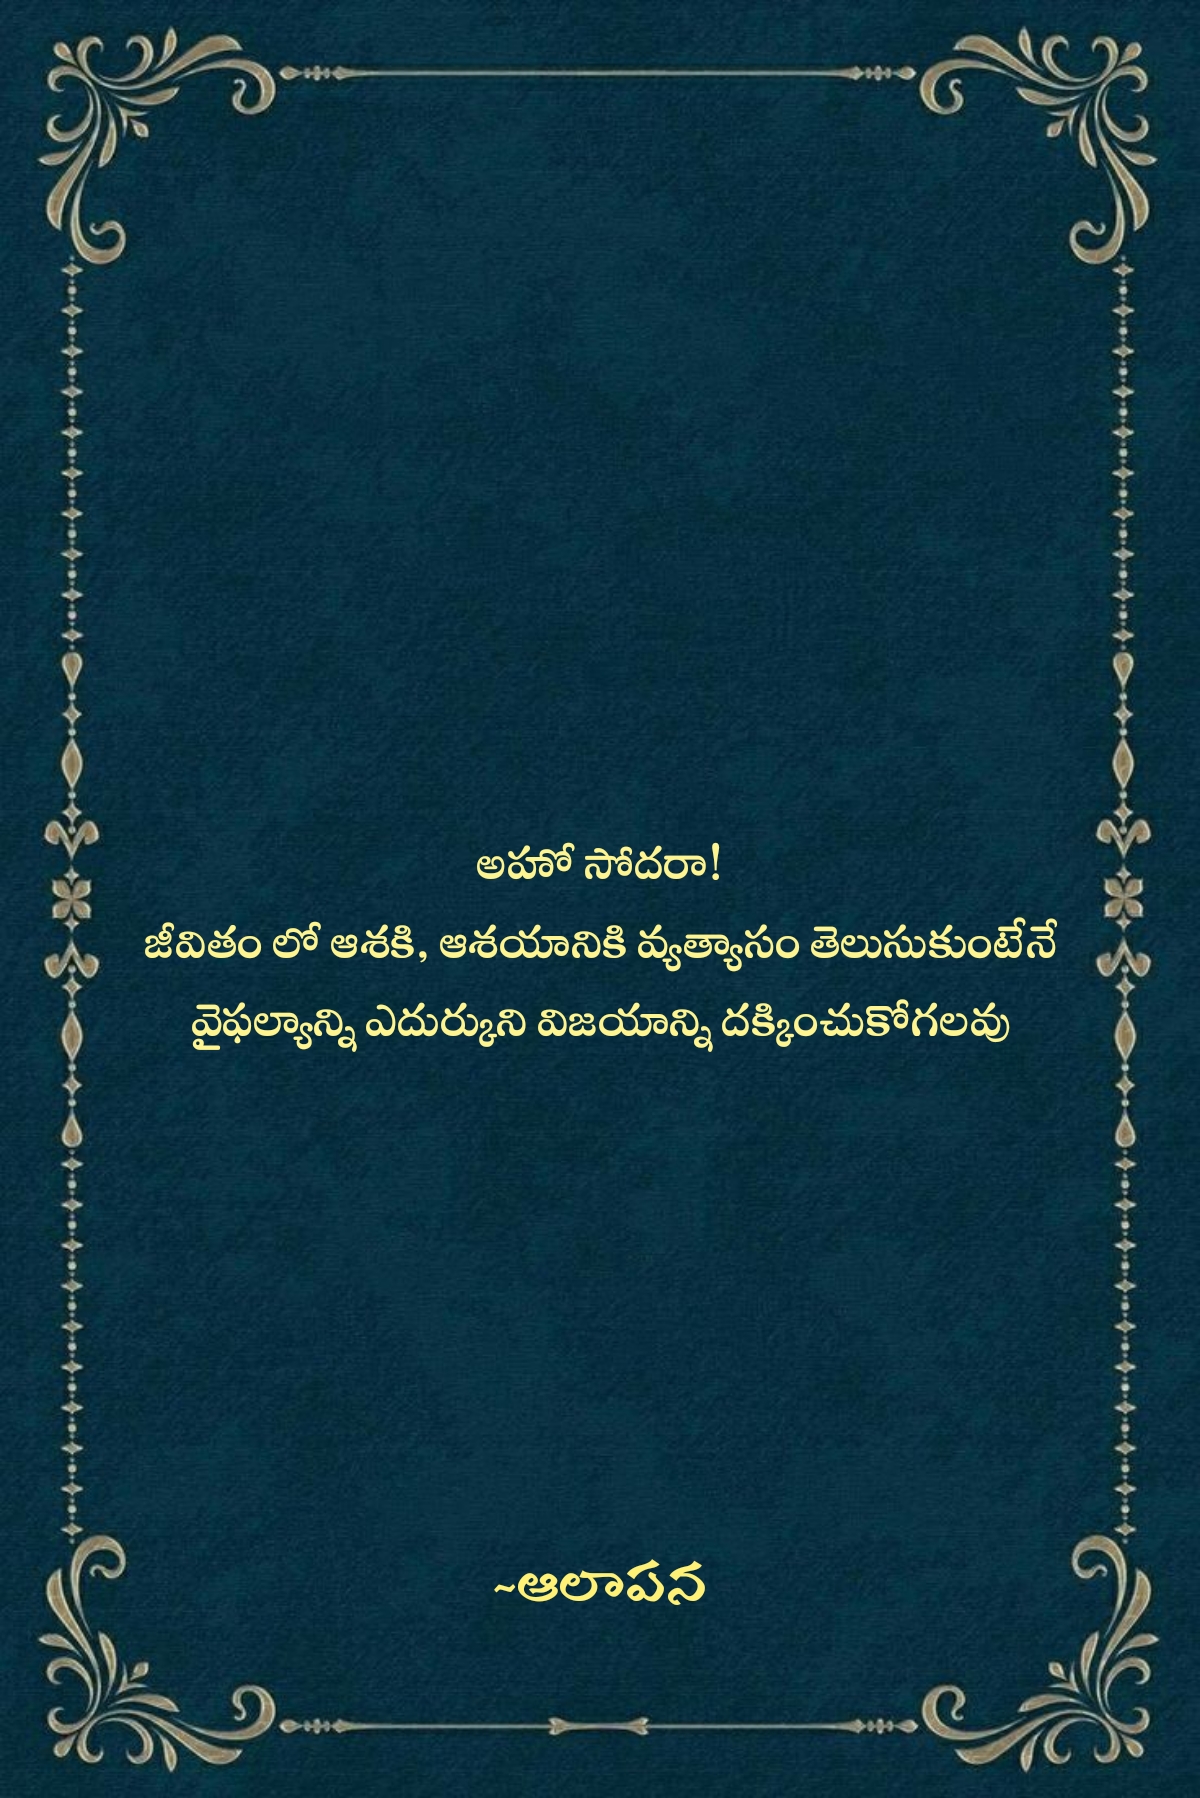 అహో సోదరా!
జీవితం లో ఆశకి, ఆశయానికి వ్యత్యాసం తెలుసుకుంటేనే
వైఫల్యాన్ని ఎదుర్కుని విజయాన్ని దక్కించుకోగలవు
~ఆలాపన